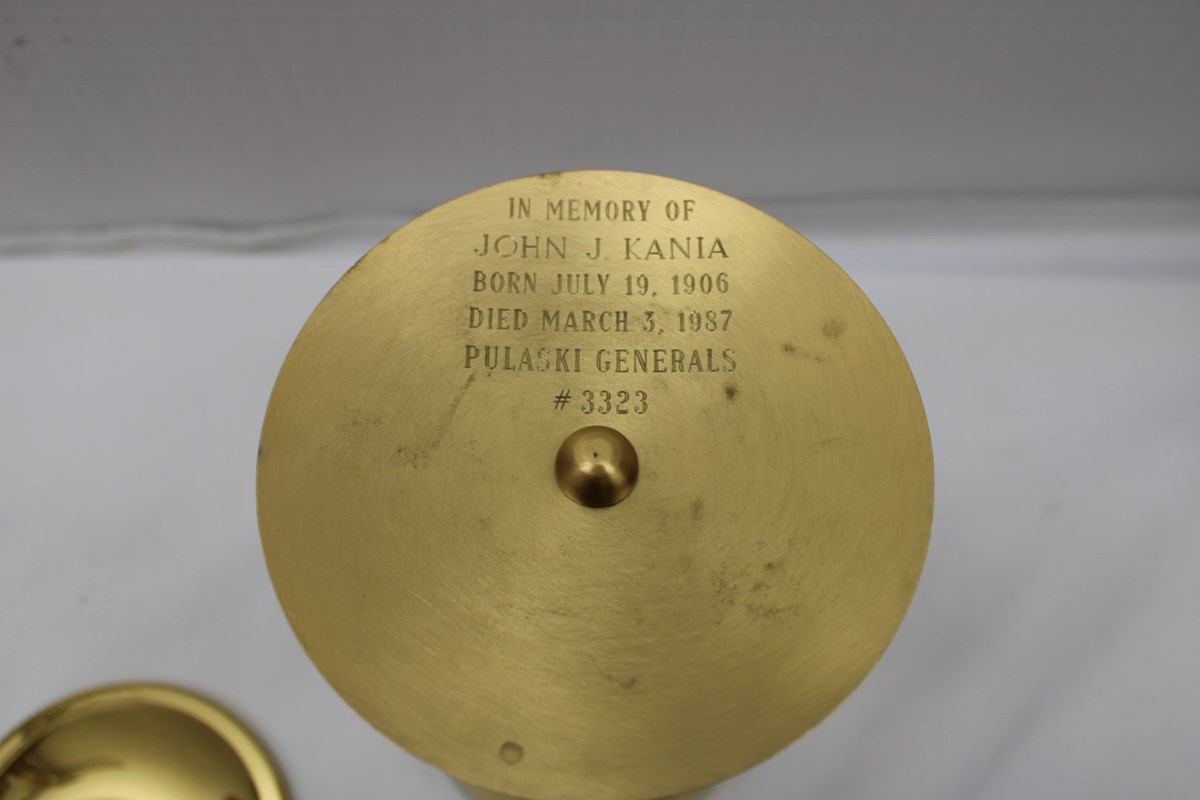 IN MEMORY OF
JOHN J. KANIA
BORN JULY 19, 1906
DIED MARCH 3, 1987
PULASKI GENERALS
# 3323